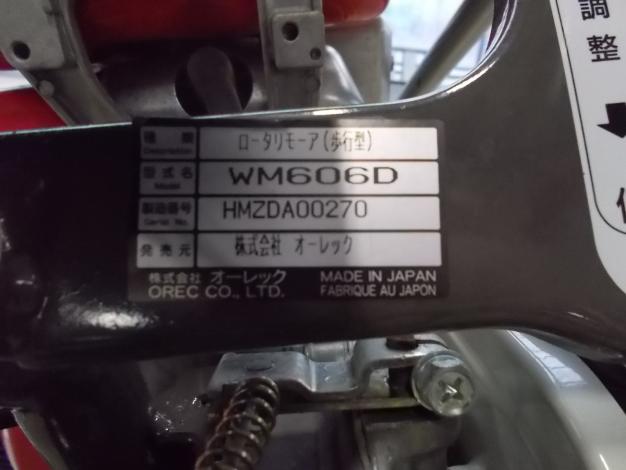 種類 ロータリモーア(歩行型)
Description
型式名 WM606D
Model
製造番号 HMZDA00270
Serial No.
発売元 株式会社 オーレック
株式会社 オーレック MADE IN JAPAN
OREC CO., LTD. FABRIQUE AU JAPON
調
整